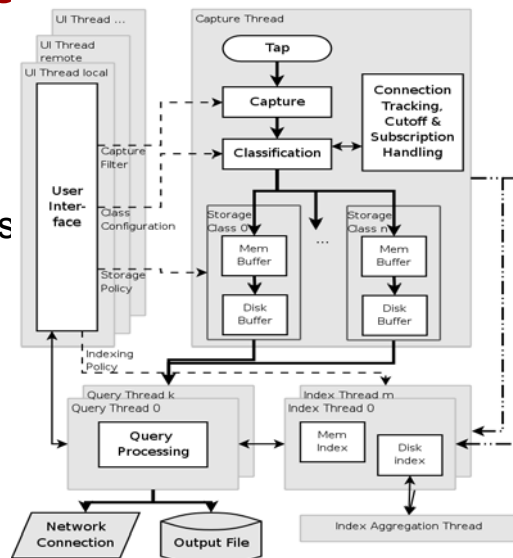 UI Thread ...
UI Thread
remote
UI Thread local
User
Inter-
face
Capture
Filter
Class
Configuration
Storage
Policy
Indexing
Policy
Capture Thread
Tap
Capture
Classification
Connection
Tracking,
Cutoff &
Subscription
Handling
Storage
Class 0
Mem
Buffer
Disk
Buffer
...
Storage
Class n
Mem
Buffer
Disk
Buffer
Query Thread k
Query Thread 0
Query
Processing
Index Thread m
Index Thread 0
Mem
Index
Disk
Index
Network
Connection
Output File
Index Aggregation Thread
s